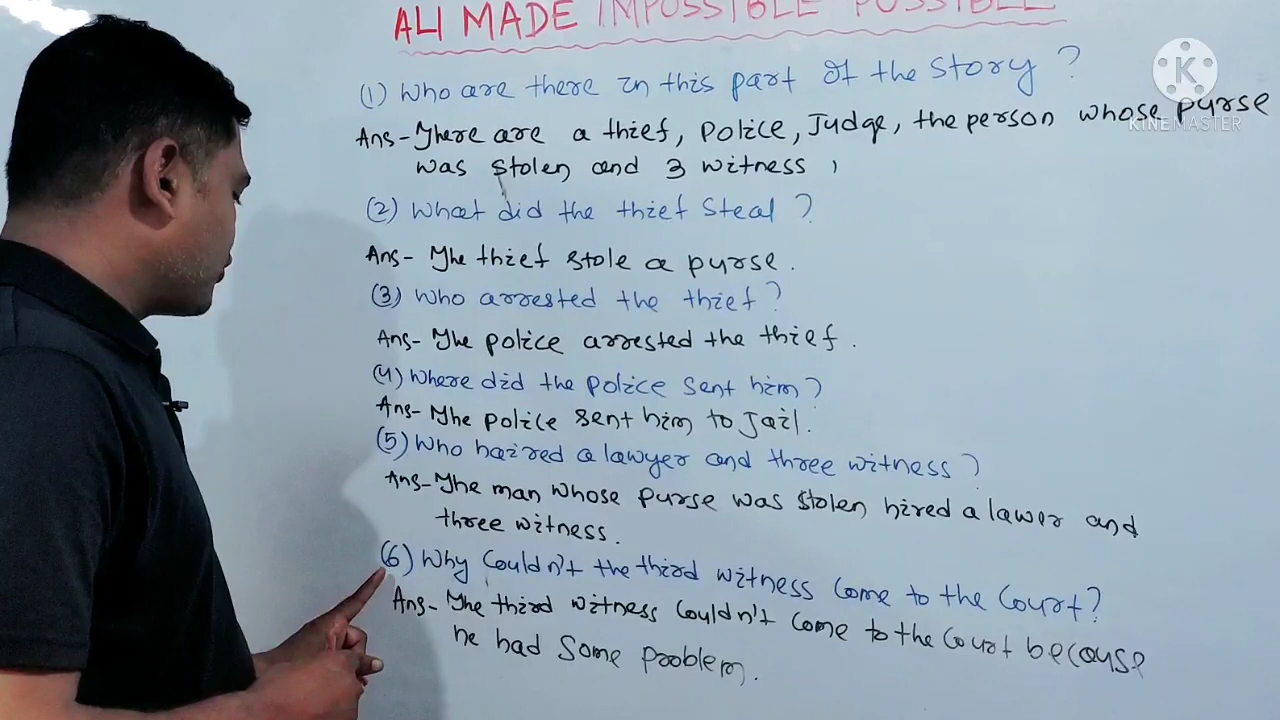 ALI MADE IMPOSSIBLE POSSIBLE
(1) Who are there in this part of the story ?
Ans- There are a thief, Police, Judge, the person whose purse
was stolen and 3 witness ,
(2) What did the thief steal ?
Ans- The thief stole a purse.
(3) Who arrested the thief ?
Ans- The police arrested the thief.
(4) Where did the police sent him ?
Ans- The police sent him to Jail.
(5) Who haired a lawyer and three witness ?
Ans- The man whose purse was stolen hired a lawer and
three witness.
(6) Why Couldn't the third witness come to the Court ?
Ans- The third witness Couldn't come to the Court because
he had Some Problem.
K
KINEMASTER